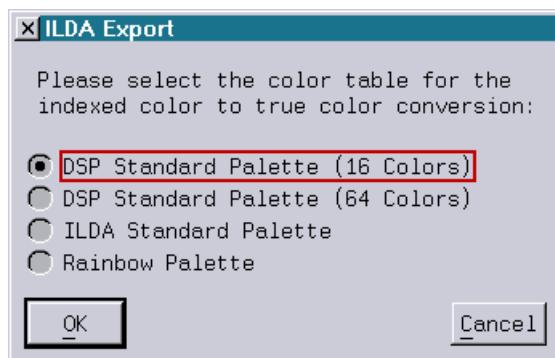 ILDA Export
Please select the color table for the
indexed color to true color conversion:
DSP Standard Palette (16 Colors)
DSP Standard Palette (64 Colors)
ILDA Standard Palette
Rainbow Palette
OK
Cancel